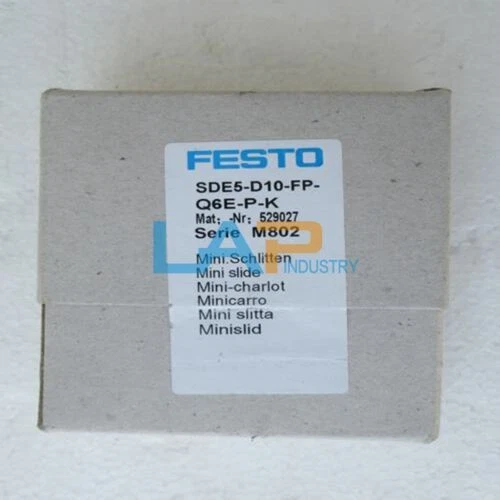 FESTO
SDE5-D10-FP-
Q6E-P-K
Mat: -Nr: 529027
Serie M802
LAP
INDUSTRY
Mini.Schlitten
Mini slide
Mini-charlot
Minicarro
Mini slitta
Minislid